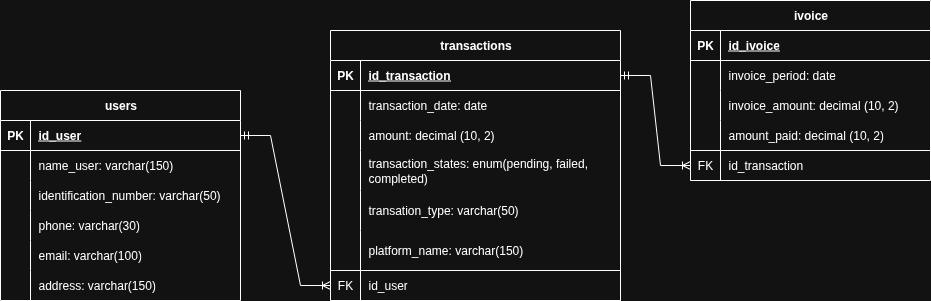 users
PK id_user
name_user: varchar(150)
identification_number: varchar(50)
phone: varchar(30)
email: varchar(100)
address: varchar(150)
transactions
PK id_transaction
transaction_date: date
amount: decimal (10, 2)
transaction_states: enum(pending, failed,
completed)
transation_type: varchar(50)
platform_name: varchar(150)
FK id_user
ivoice
PK id_ivoice
invoice_period: date
invoice_amount: decimal (10, 2)
amount_paid: decimal (10, 2)
FK id_transaction